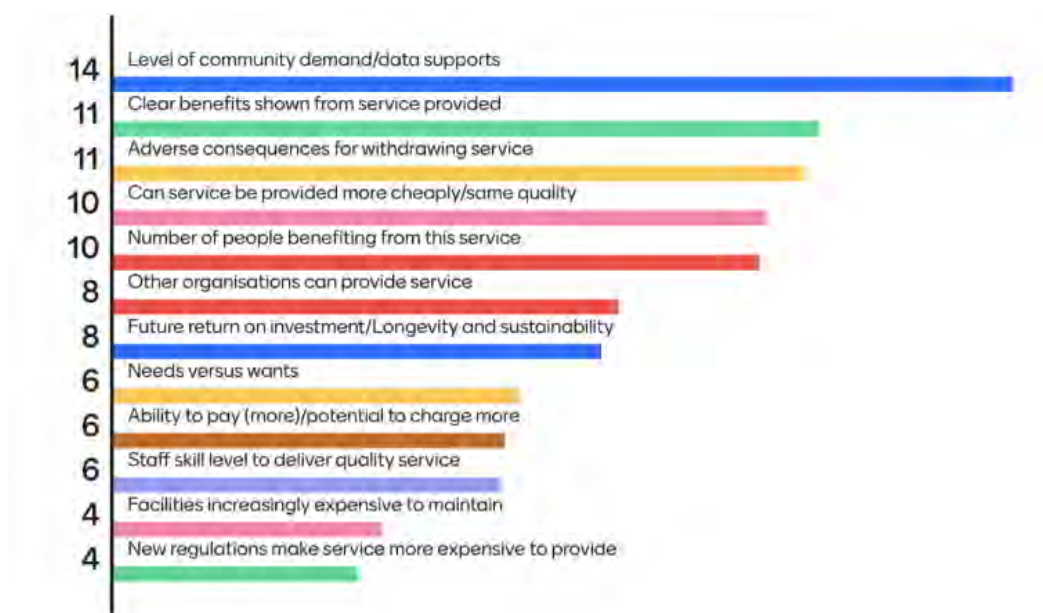 14 Level of community demand/data supports
11 Clear benefits shown from service provided
11 Adverse consequences for withdrawing service
10 Can service be provided more cheaply/same quality
10 Number of people benefiting from this service
8 Other organisations can provide service
8 Future return on investment/Longevity and sustainability
6 Needs versus wants
6 Ability to pay (more)/potential to charge more
6 Staff skill level to deliver quality service
4 Facilities increasingly expensive to maintain
4 New regulations make service more expensive to provide